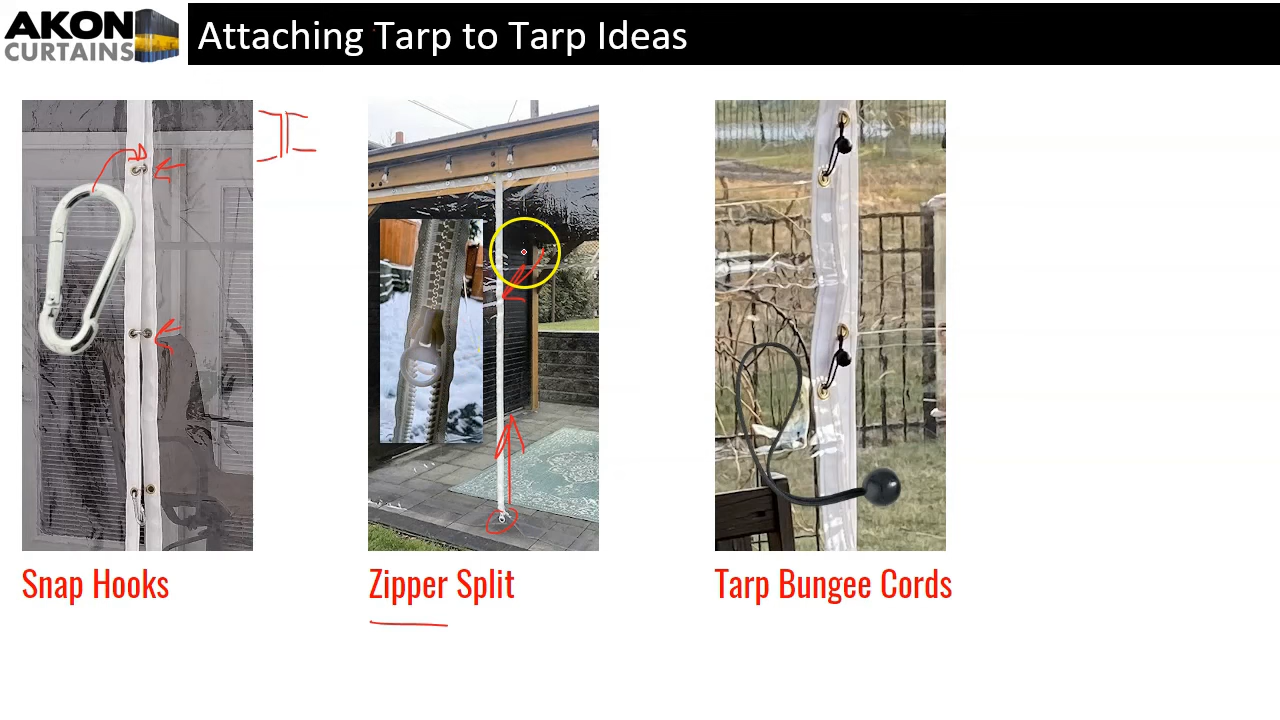 AKON
CURTAINS
Attaching Tarp to Tarp Ideas
Snap Hooks
Zipper Split
Tarp Bungee Cords